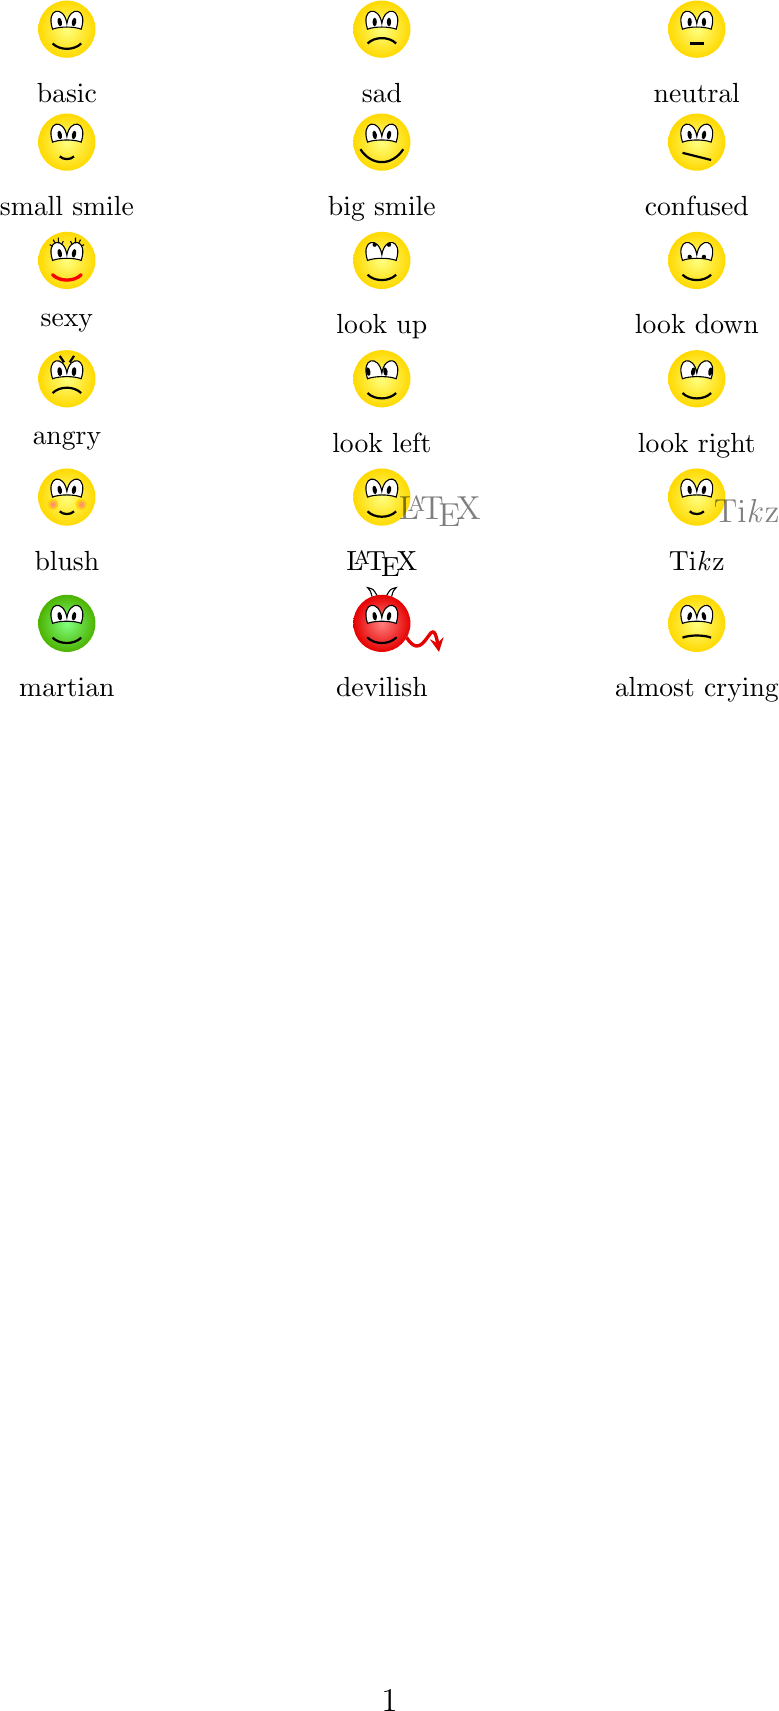 basic sad neutral
small smile big smile confused
sexy look up look down
angry look left look right
LATEX Tikz
blush LATEX Tikz
martian devilish almost crying
1